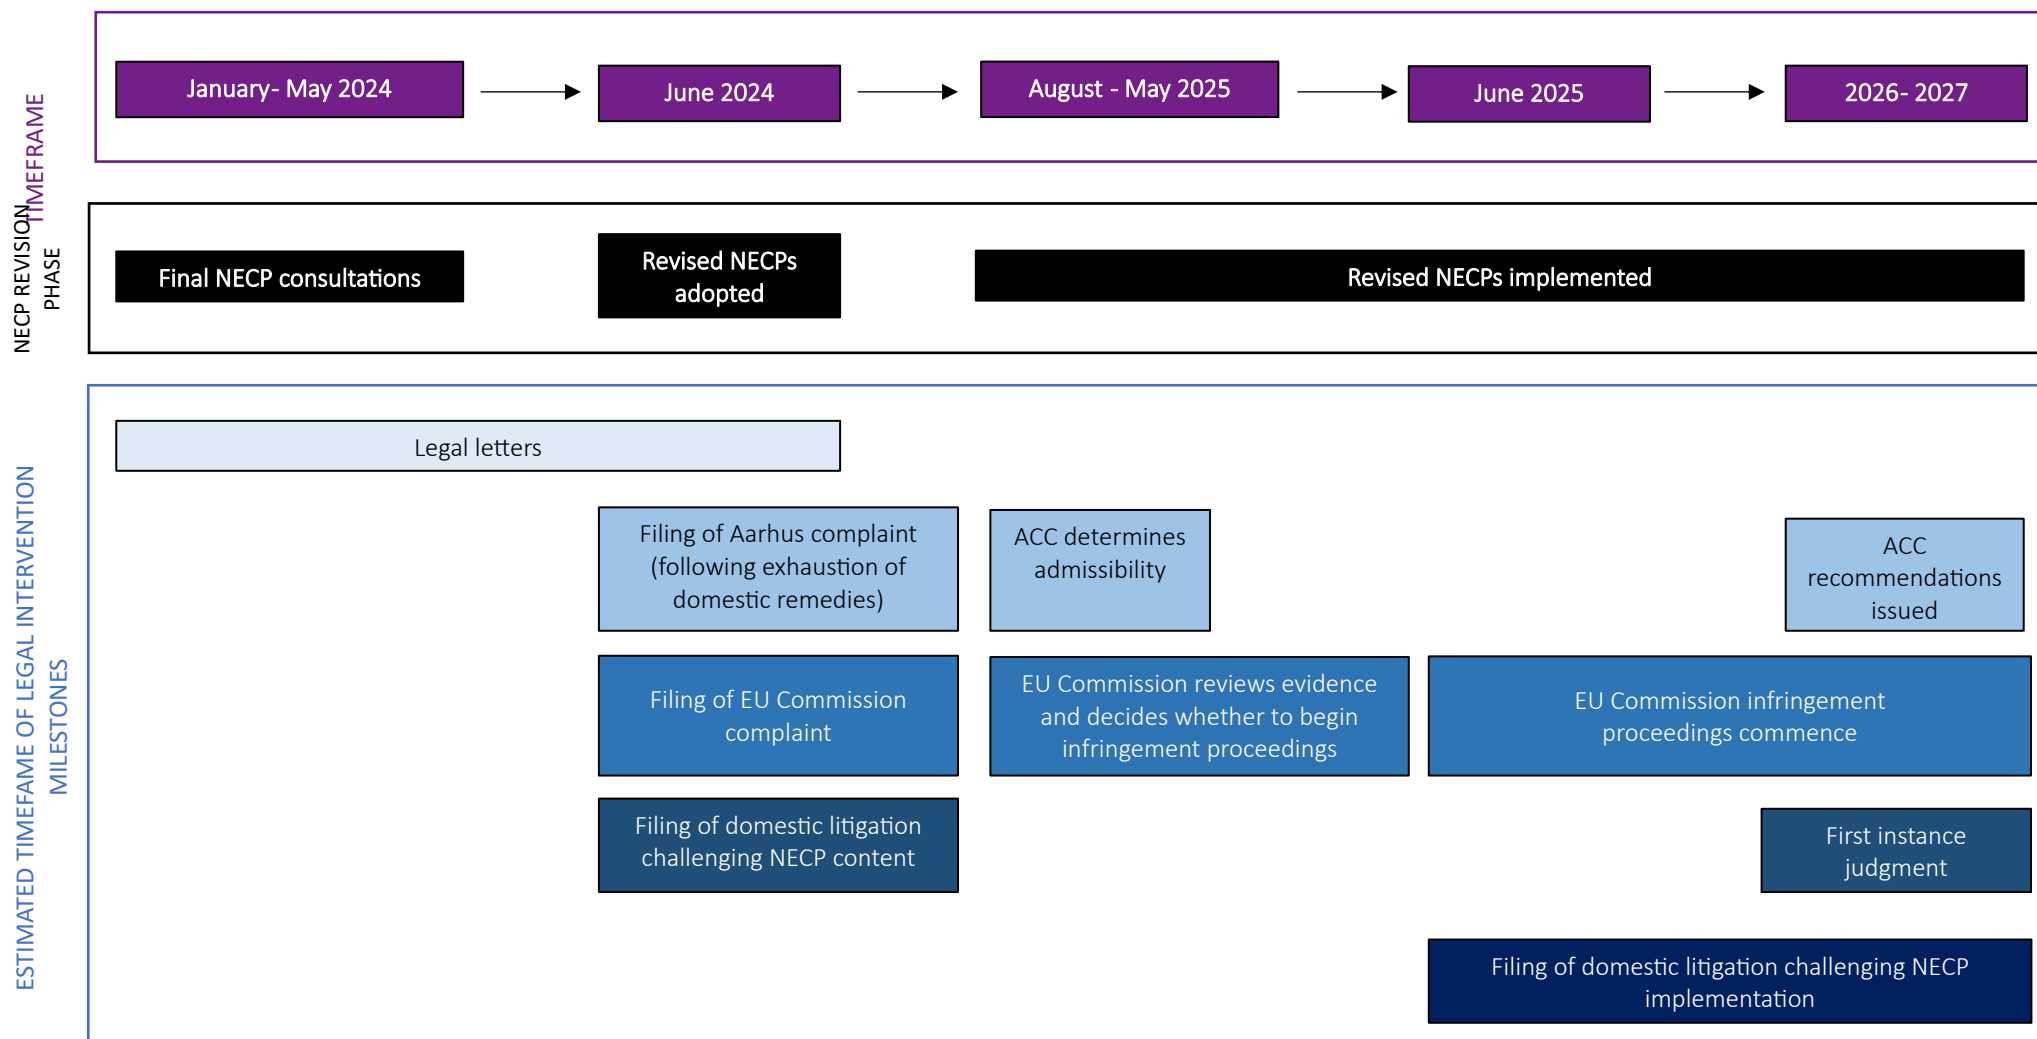 TIMEFRAME
January- May 2024
June 2024
August - May 2025
June 2025
2026- 2027
NECP REVISION
PHASE
Final NECP consultations
Revised NECPs
adopted
Revised NECPs implemented
ESTIMATED TIMEFAME OF LEGAL INTERVENTION
MILESTONES
Legal letters
Filing of Aarhus complaint
(following exhaustion of
domestic remedies)
ACC determines
admissibility
ACC
recommendations
issued
Filing of EU Commission
complaint
EU Commission reviews evidence
and decides whether to begin
infringement proceedings
EU Commission infringement
proceedings commence
Filing of domestic litigation
challenging NECP content
First instance
judgment
Filing of domestic litigation challenging NECP
implementation